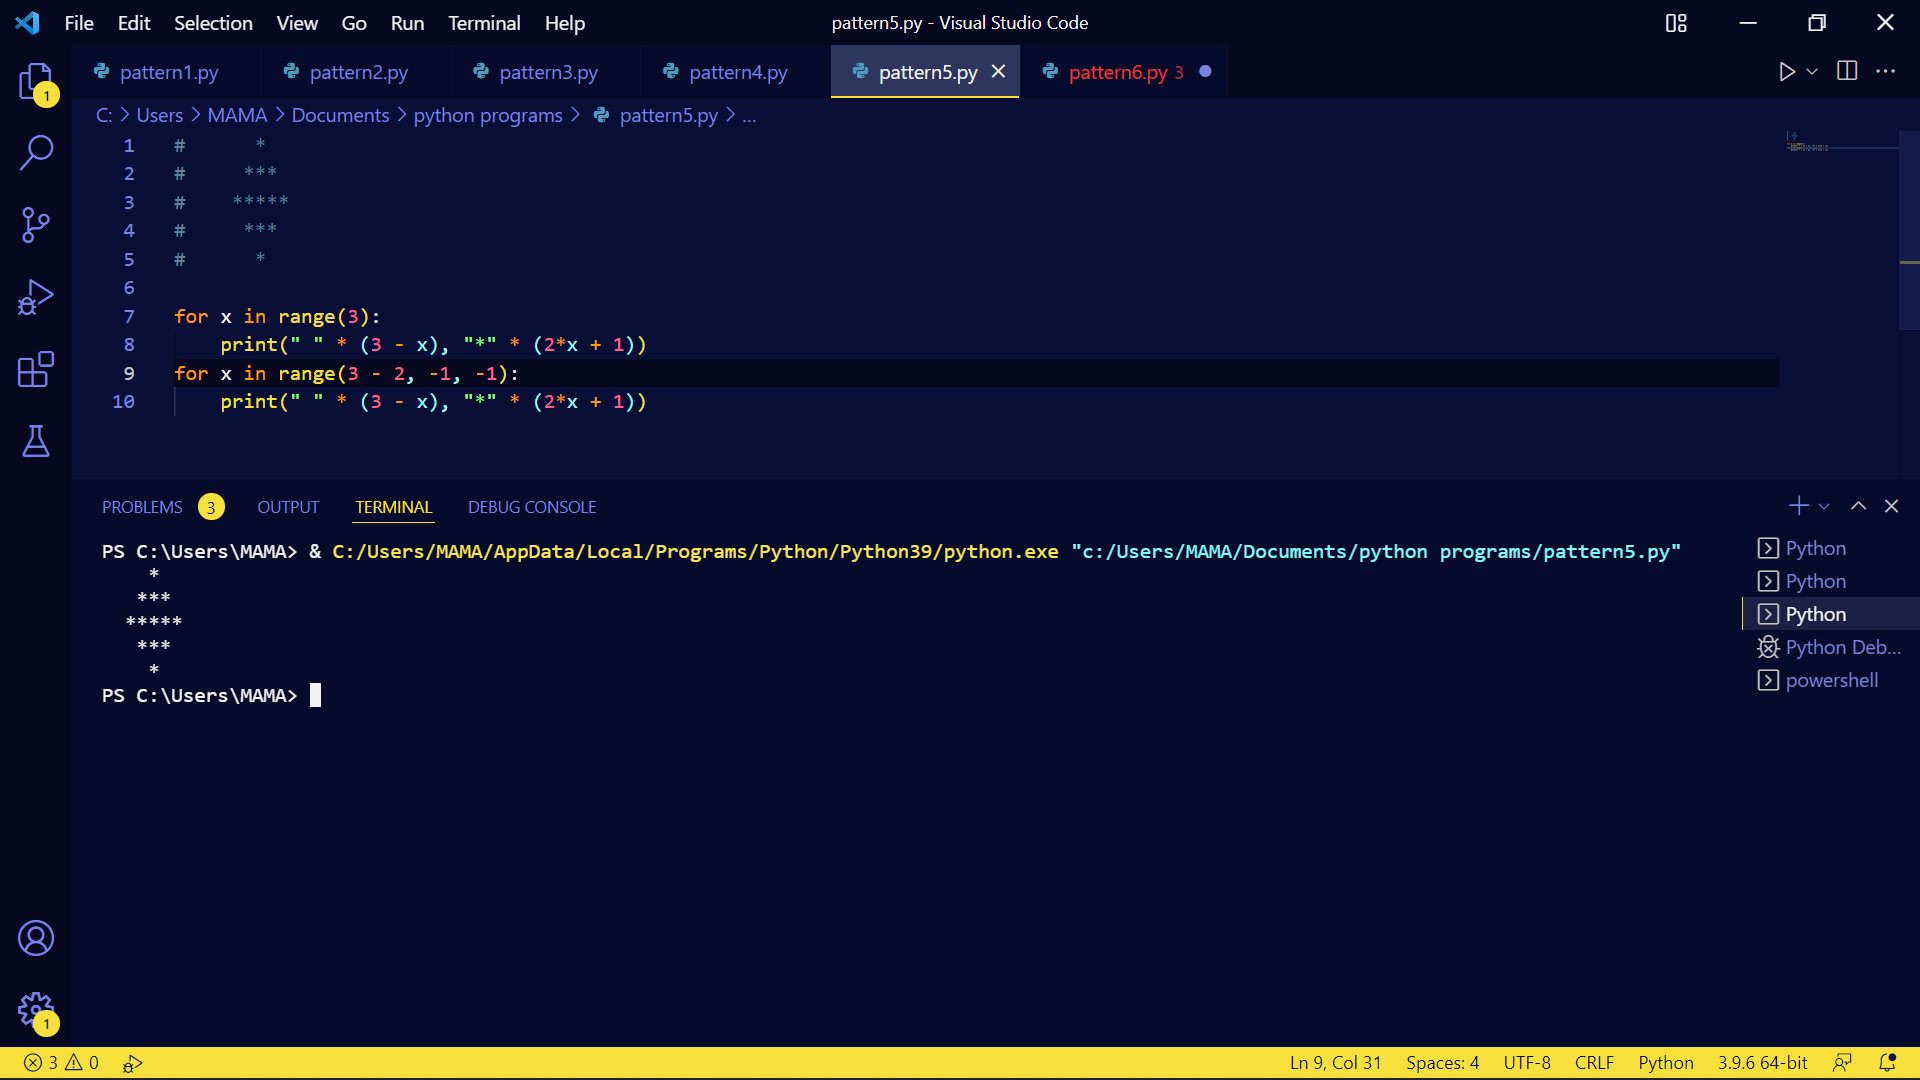 File Edit Selection View Go Run Terminal Help pattern5.py - Visual Studio Code
pattern1.py pattern2.py pattern3.py pattern4.py pattern5.py pattern6.py 3
C: > Users > MAMA > Documents > python programs > pattern5.py > ...
1 #      *
2 #     ***
3 #    *****
4 #     ***
5 #      *
6
7 for x in range(3):
8     print(" " * (3 - x), "*" * (2*x + 1))
9 for x in range(3 - 2, -1, -1):
10     print(" " * (3 - x), "*" * (2*x + 1))
1
PROBLEMS 3 OUTPUT TERMINAL DEBUG CONSOLE
PS C:\Users\MAMA> & C:/Users/MAMA/AppData/Local/Programs/Python/Python39/python.exe "c:/Users/MAMA/Documents/python programs/pattern5.py"
    *
   ***
  *****
   ***
    *
PS C:\Users\MAMA>
Python
Python
Python
Python Deb...
powershell
1
3 0 Ln 9, Col 31 Spaces: 4 UTF-8 CRLF Python 3.9.6 64-bit